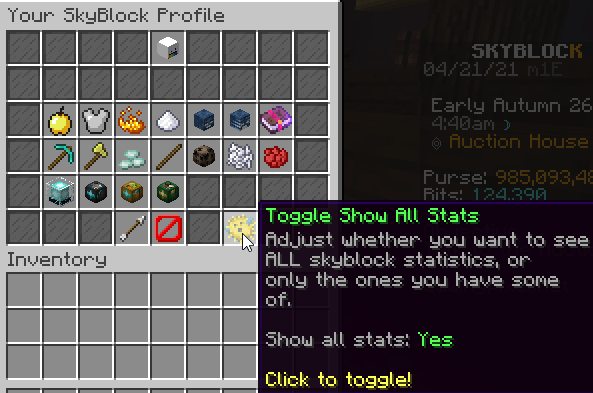 Your SkyBlock Profile
SKYBLOCK
04/21/21 m1E
Early Autumn 26
4:40am
Auction House
Purse: 985,093,48
Bits: 124,390
Toggle Show All Stats
Adjust whether you want to see
ALL skyblock statistics, or
only the ones you have some
of.
Show all stats: Yes
Click to toggle!
Inventory